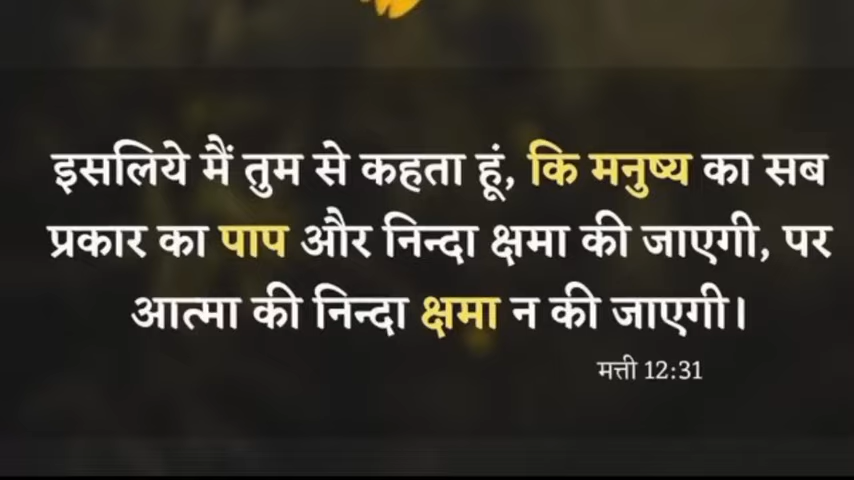 इसलिये मैं तुम से कहता हूं, कि मनुष्य का सब
प्रकार का पाप और निन्दा क्षमा की जाएगी, पर
आत्मा की निन्दा क्षमा न की जाएगी।
मत्ती 12:31